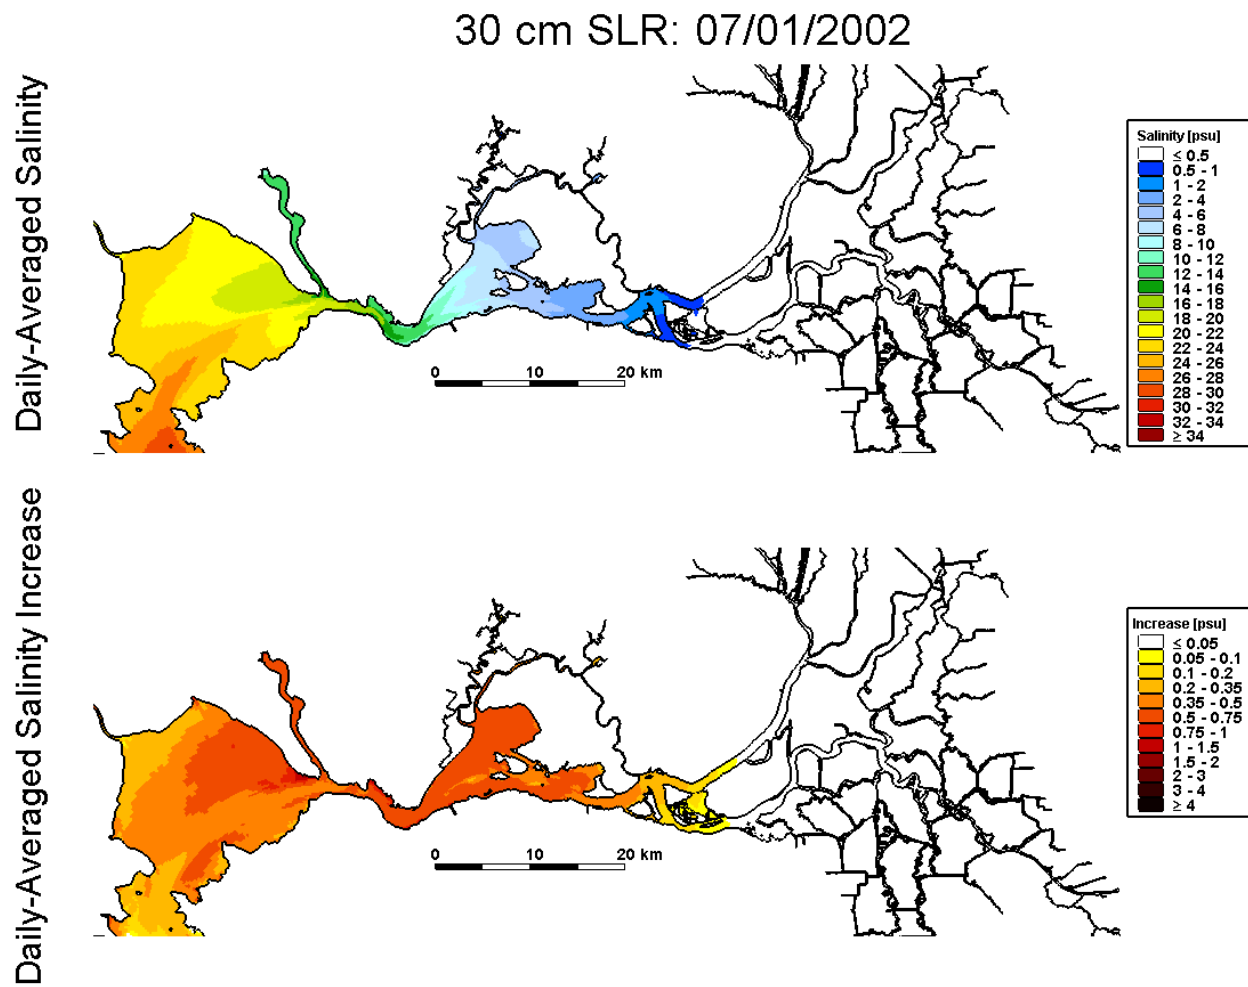 30 cm SLR: 07/01/2002
Daily-Averaged Salinity
0 10 20 km
Salinity [psu]
≤ 0.5
0.5 - 1
1 - 2
2 - 4
4 - 6
6 - 8
8 - 10
10 - 12
12 - 14
14 - 16
16 - 18
18 - 20
20 - 22
22 - 24
24 - 26
26 - 28
28 - 30
30 - 32
32 - 34
≥ 34
Daily-Averaged Salinity Increase
0 10 20 km
Increase [psu]
≤ 0.05
0.05 - 0.1
0.1 - 0.2
0.2 - 0.35
0.35 - 0.5
0.5 - 0.75
0.75 - 1
1 - 1.5
1.5 - 2
2 - 3
3 - 4
≥ 4